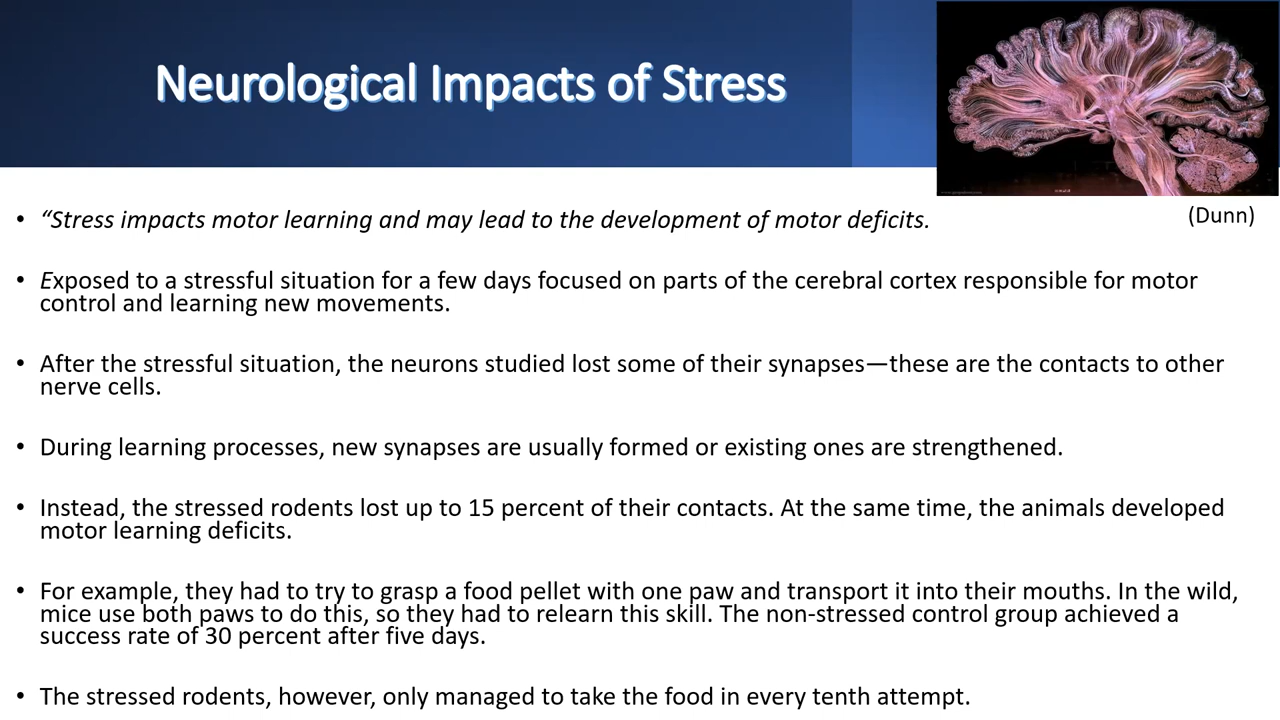 Neurological Impacts of Stress
(Dunn)
• “Stress impacts motor learning and may lead to the development of motor deficits.
• Exposed to a stressful situation for a few days focused on parts of the cerebral cortex responsible for motor
control and learning new movements.
• After the stressful situation, the neurons studied lost some of their synapses—these are the contacts to other
nerve cells.
• During learning processes, new synapses are usually formed or existing ones are strengthened.
• Instead, the stressed rodents lost up to 15 percent of their contacts. At the same time, the animals developed
motor learning deficits.
• For example, they had to try to grasp a food pellet with one paw and transport it into their mouths. In the wild,
mice use both paws to do this, so they had to relearn this skill. The non-stressed control group achieved a
success rate of 30 percent after five days.
• The stressed rodents, however, only managed to take the food in every tenth attempt.